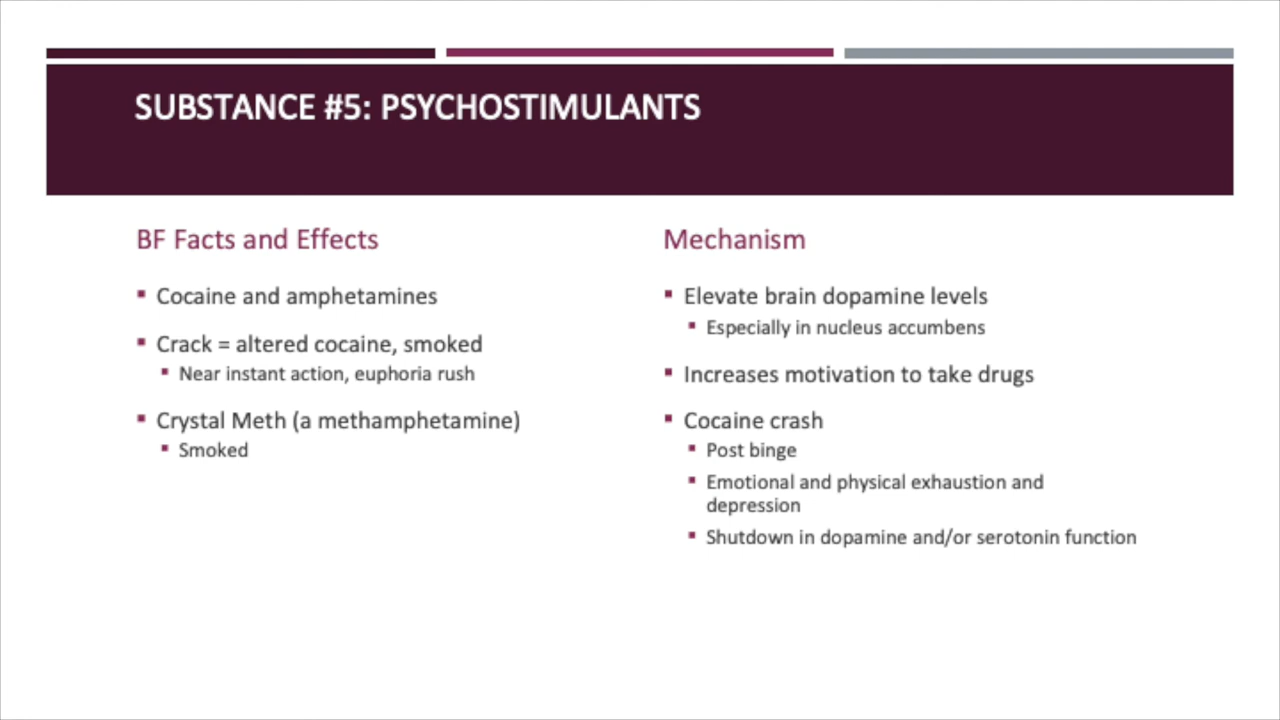 SUBSTANCE #5: PSYCHOSTIMULANTS
BF Facts and Effects
Cocaine and amphetamines
Crack = altered cocaine, smoked
Near instant action, euphoria rush
Crystal Meth (a methamphetamine)
Smoked
Mechanism
Elevate brain dopamine levels
Especially in nucleus accumbens
Increases motivation to take drugs
Cocaine crash
Post binge
Emotional and physical exhaustion and
depression
Shutdown in dopamine and/or serotonin function